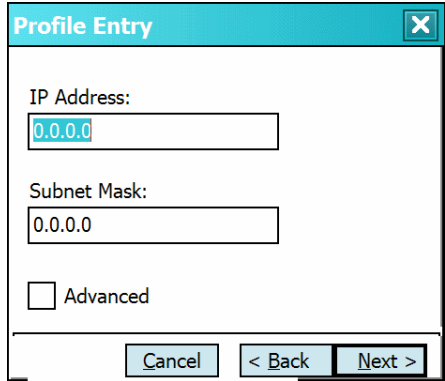 Profile Entry
IP Address:
0.0.0.0
Subnet Mask:
0.0.0.0
Advanced
Cancel < Back Next >